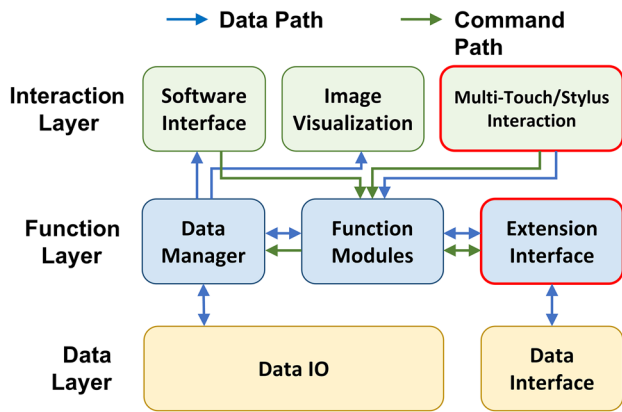 Data Path
Command
Path
Interaction
Layer
Software
Interface
Image
Visualization
Multi-Touch/Stylus
Interaction
Function
Layer
Data
Manager
Function
Modules
Extension
Interface
Data
Layer
Data IO
Data
Interface